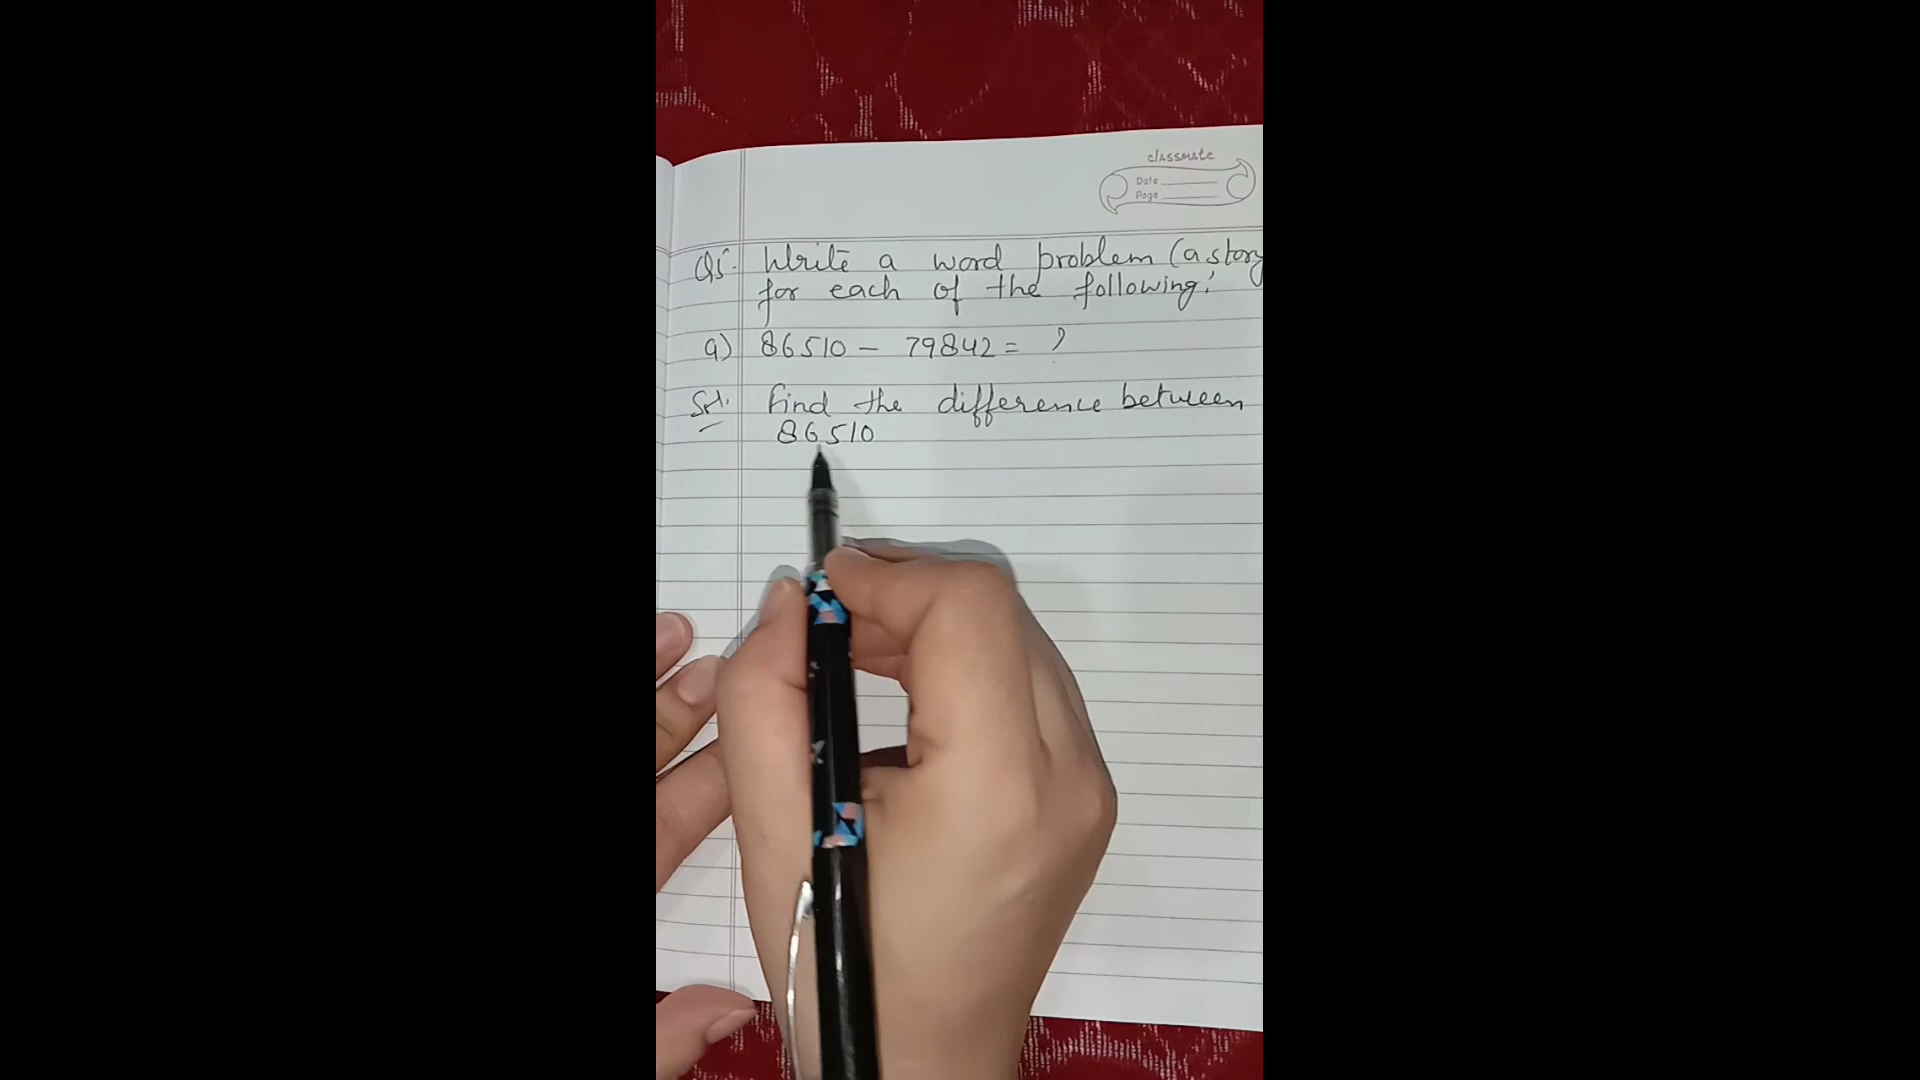 classmate
Date
Page
Q5. Write a word problem (a story
for each of the following:
a) 86510 - 79842 = ?
Sol. Find the difference between
86510